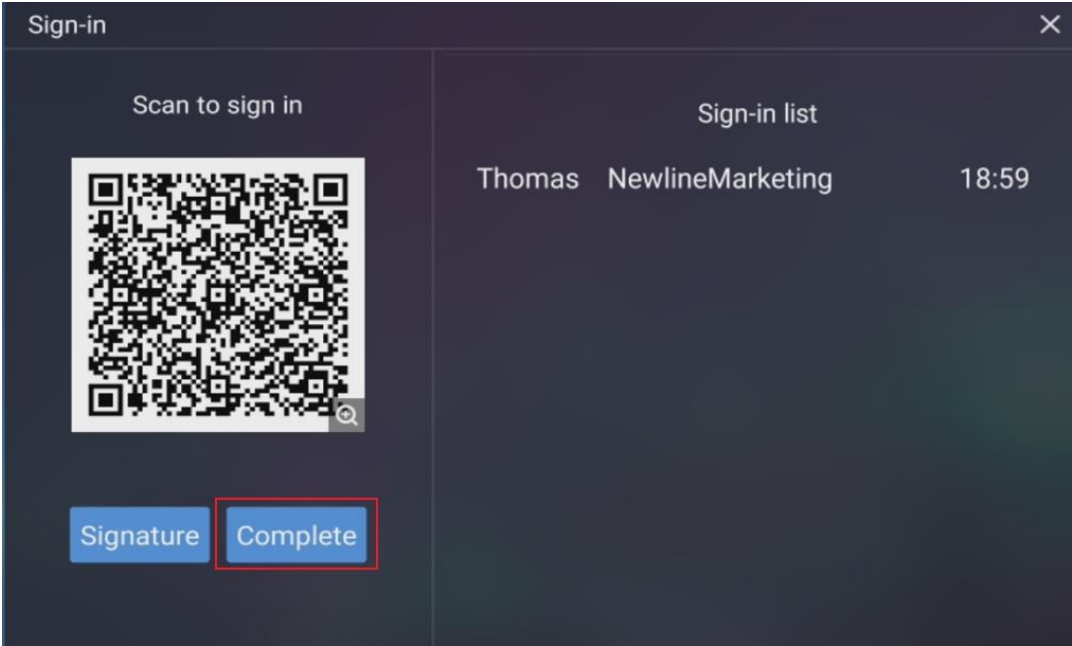 Sign-in
Scan to sign in
Signature Complete
Sign-in list
Thomas NewlineMarketing 18:59